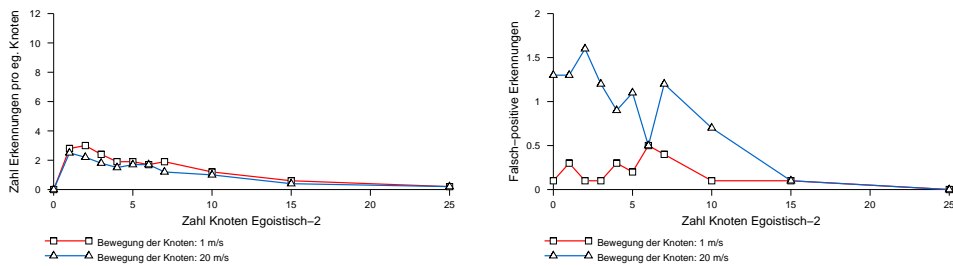 Zahl Erkennungen pro eg. Knoten
12
10
8
6
4
2
0
0 5 10 15 20 25
Zahl Knoten Egoistisch−2
Bewegung der Knoten: 1 m/s
Bewegung der Knoten: 20 m/s
Falsch−positive Erkennungen
2
1.5
1
0.5
0
0 5 10 15 20 25
Zahl Knoten Egoistisch−2
Bewegung der Knoten: 1 m/s
Bewegung der Knoten: 20 m/s